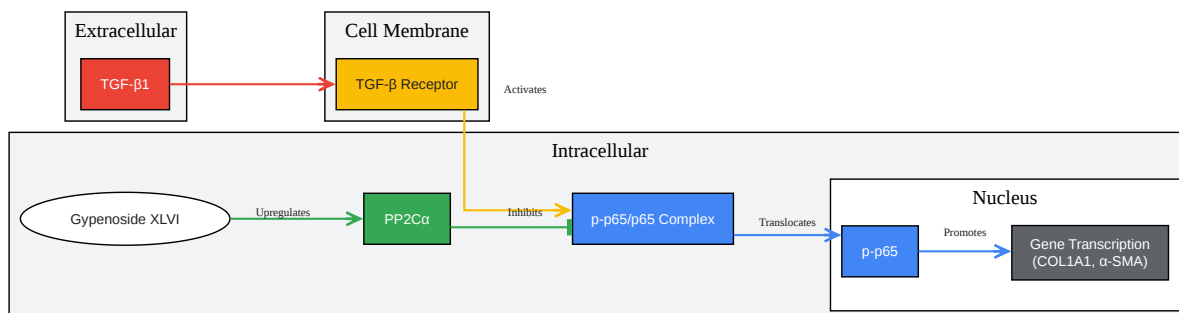 Extracellular
Cell Membrane
TGF-β1
TGF-β Receptor
Activates
Intracellular
Nucleus
Gypenoside XLVI
Upregulates
PP2Cα
Inhibits
p-p65/p65 Complex
Translocates
p-p65
Promotes
Gene Transcription
(COL1A1, α-SMA)